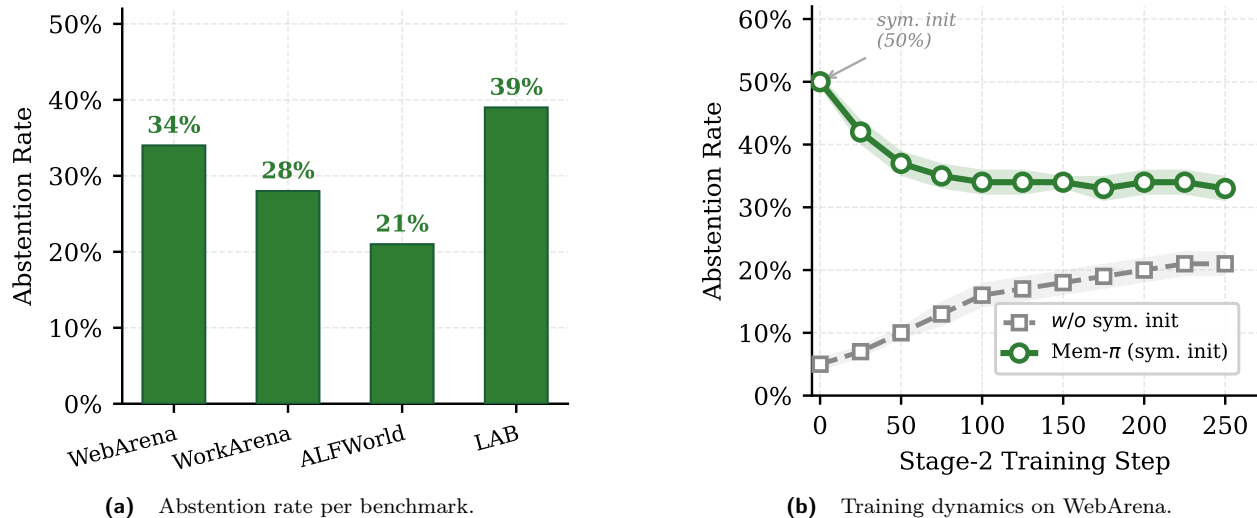 50%
40%
30%
20%
10%
0%
Abstention Rate
34%
28%
21%
39%
WebArena
WorkArena
ALFWorld
LAB
(a) Abstention rate per benchmark.
60%
50%
40%
30%
20%
10%
0%
Abstention Rate
sym. init
(50%)
w/o sym. init
Mem-π (sym. init)
0 50 100 150 200 250
Stage-2 Training Step
(b) Training dynamics on WebArena.